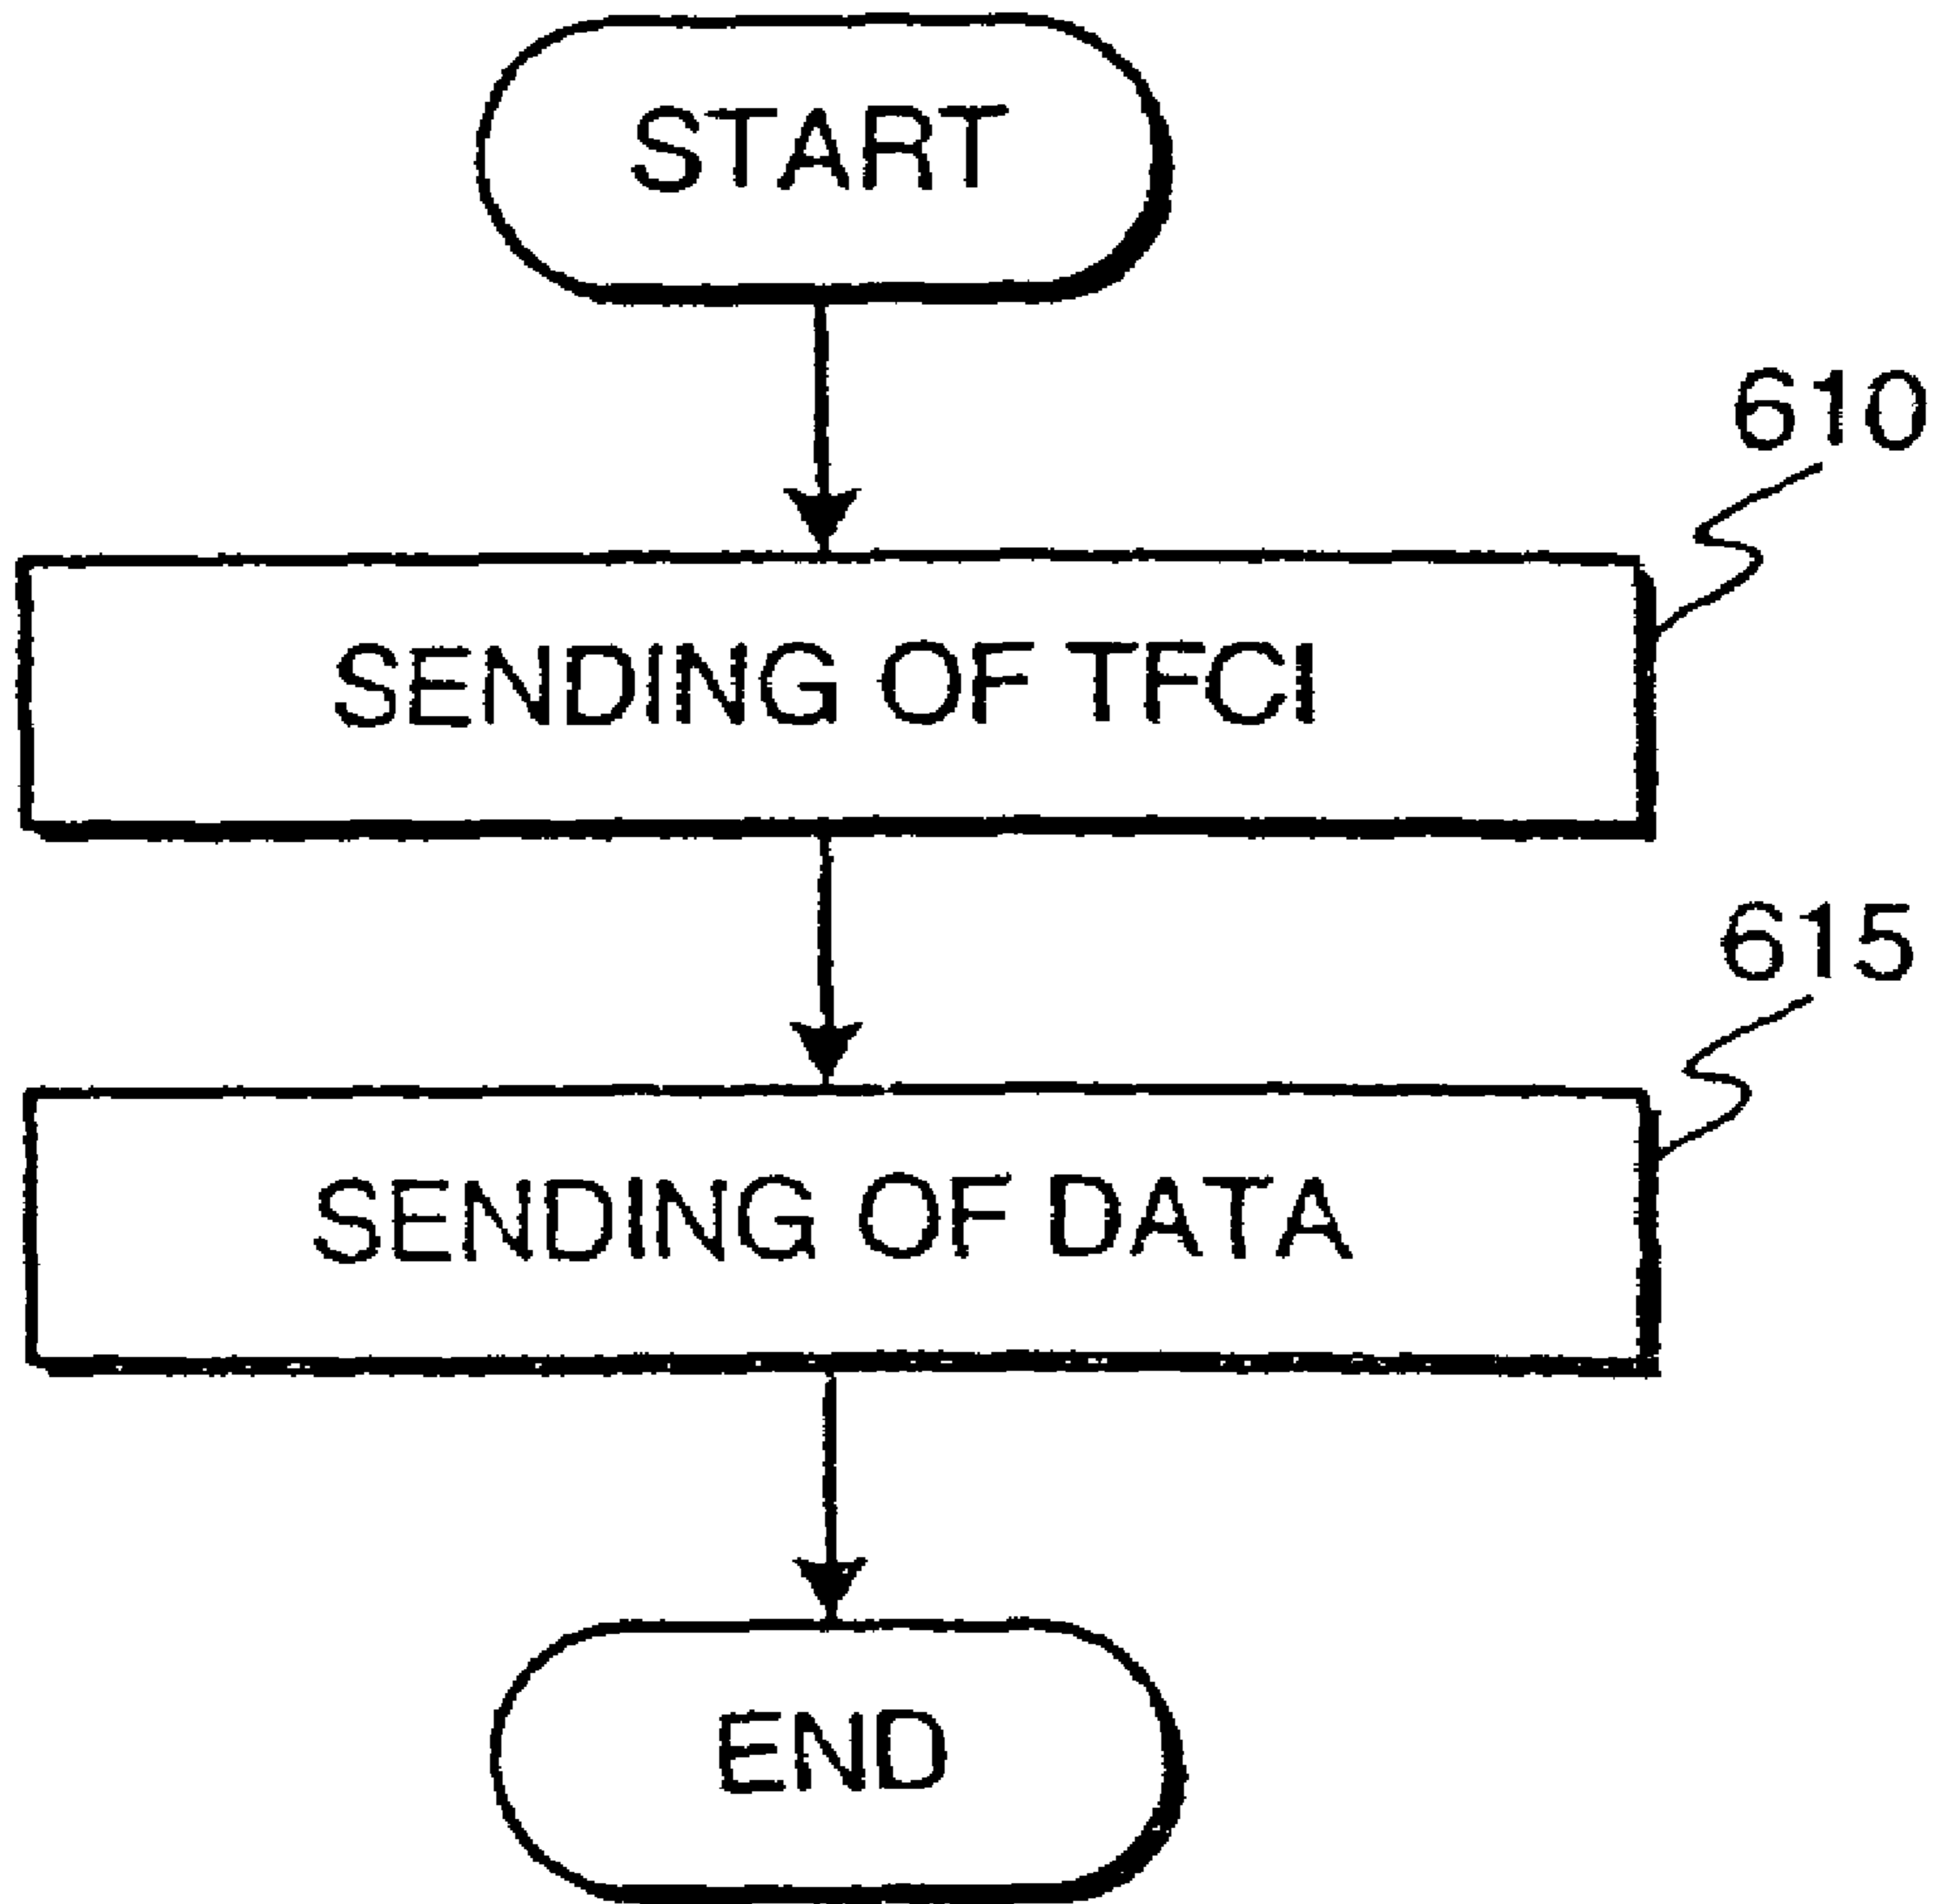 START
610
SENDING OF TFCI
615
SENDING OF DATA
END